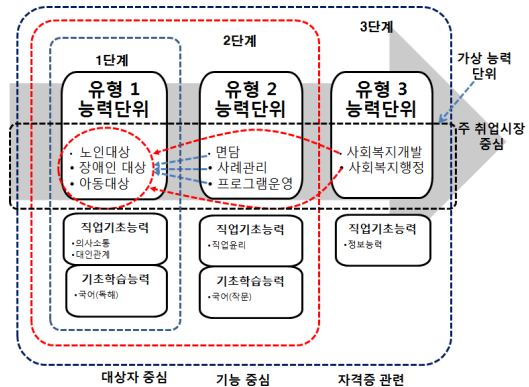 3단계
2단계
1단계
가상 능력
단위
유형 1
능력단위
유형 2
능력단위
유형 3
능력단위
주 취업시장
중심
• 노인대상
• 장애인 대상
• 아동대상
• 면담
• 사례관리
• 프로그램운영
• 사회복지개발
• 사회복지행정
직업기초능력
•의사소통
•대인관계
직업기초능력
•직업윤리
직업기초능력
•정보능력
기초학습능력
•국어(독해)
기초학습능력
•국어(작문)
대상자 중심
기능 중심
자격증 관련